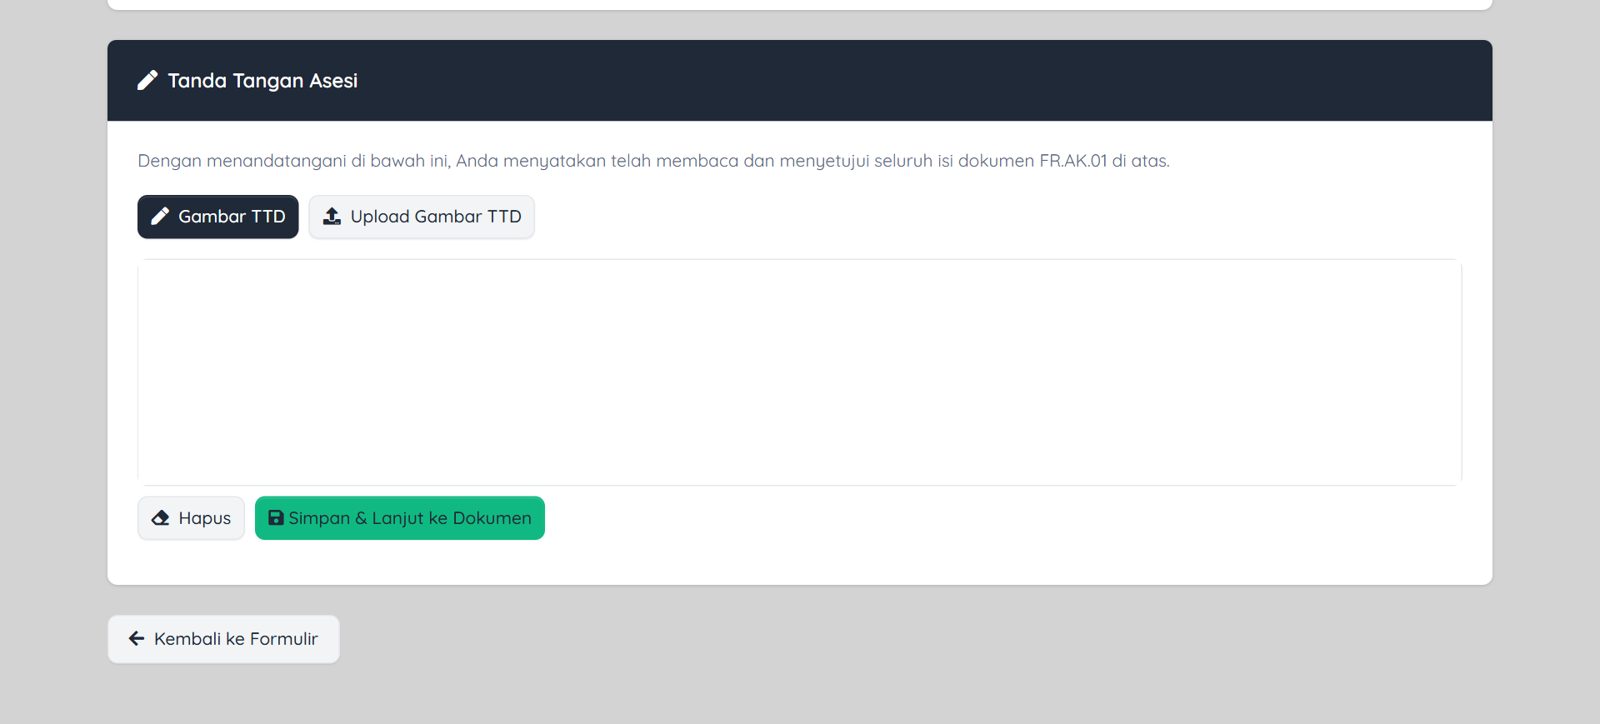 Tanda Tangan Asesi
Dengan menandatangani di bawah ini, Anda menyatakan telah membaca dan menyetujui seluruh isi dokumen FR.AK.01 di atas.
Gambar TTD
Upload Gambar TTD
Hapus
Simpan & Lanjut ke Dokumen
Kembali ke Formulir